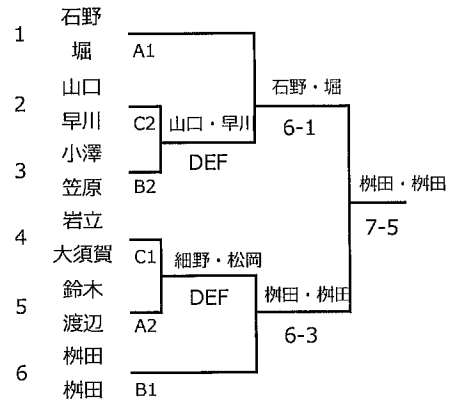 1
石野
堀
A1
2
山口
早川
C2
3
小澤
笠原
B2
4
岩立
大須賀
C1
5
鈴木
渡辺
A2
6
桝田
桝田
B1
山口・早川
DEF
細野・松岡
DEF
石野・堀
6-1
桝田・桝田
6-3
桝田・桝田
7-5